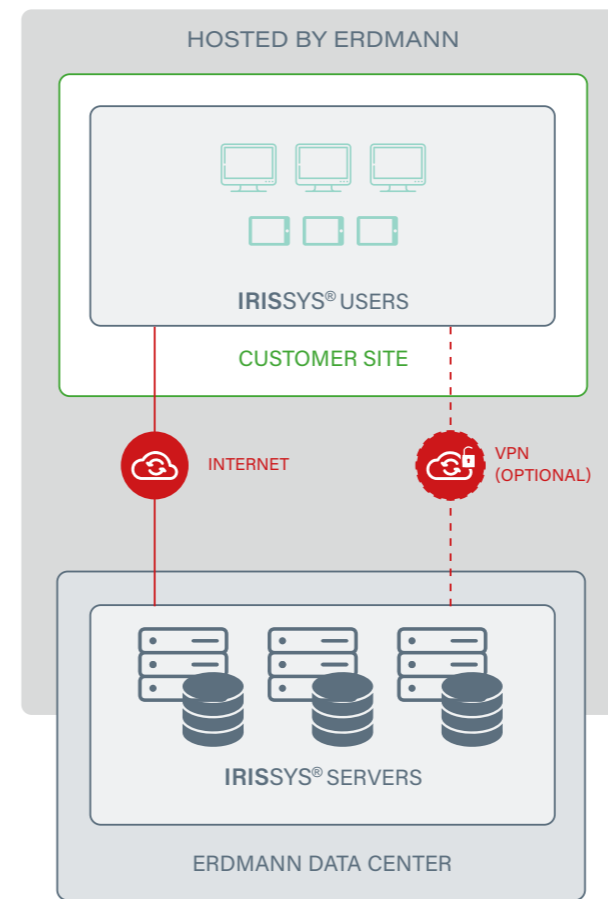 HOSTED BY ERDMANN
IRISSYS® USERS
CUSTOMER SITE
INTERNET
VPN
(OPTIONAL)
IRISSYS® SERVERS
ERDMANN DATA CENTER